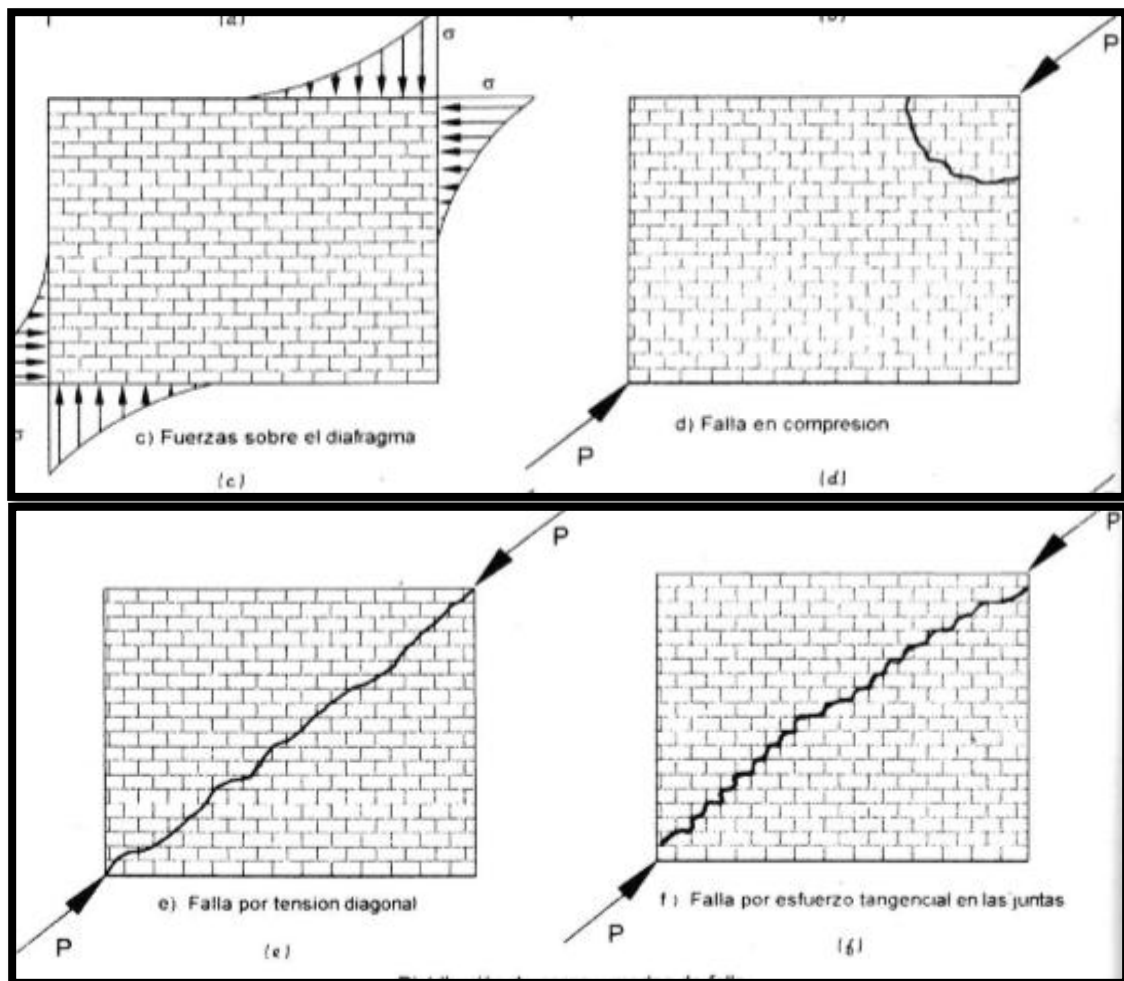 (a)
σ
σ
P
σ
c) Fuerzas sobre el diafragma
(c)
d) Falla en compresion
P
(d)
P
P
e) Falla por tension diagonal
P
(e)
f ) Falla por esfuerzo tangencial en las juntas
P
(f)